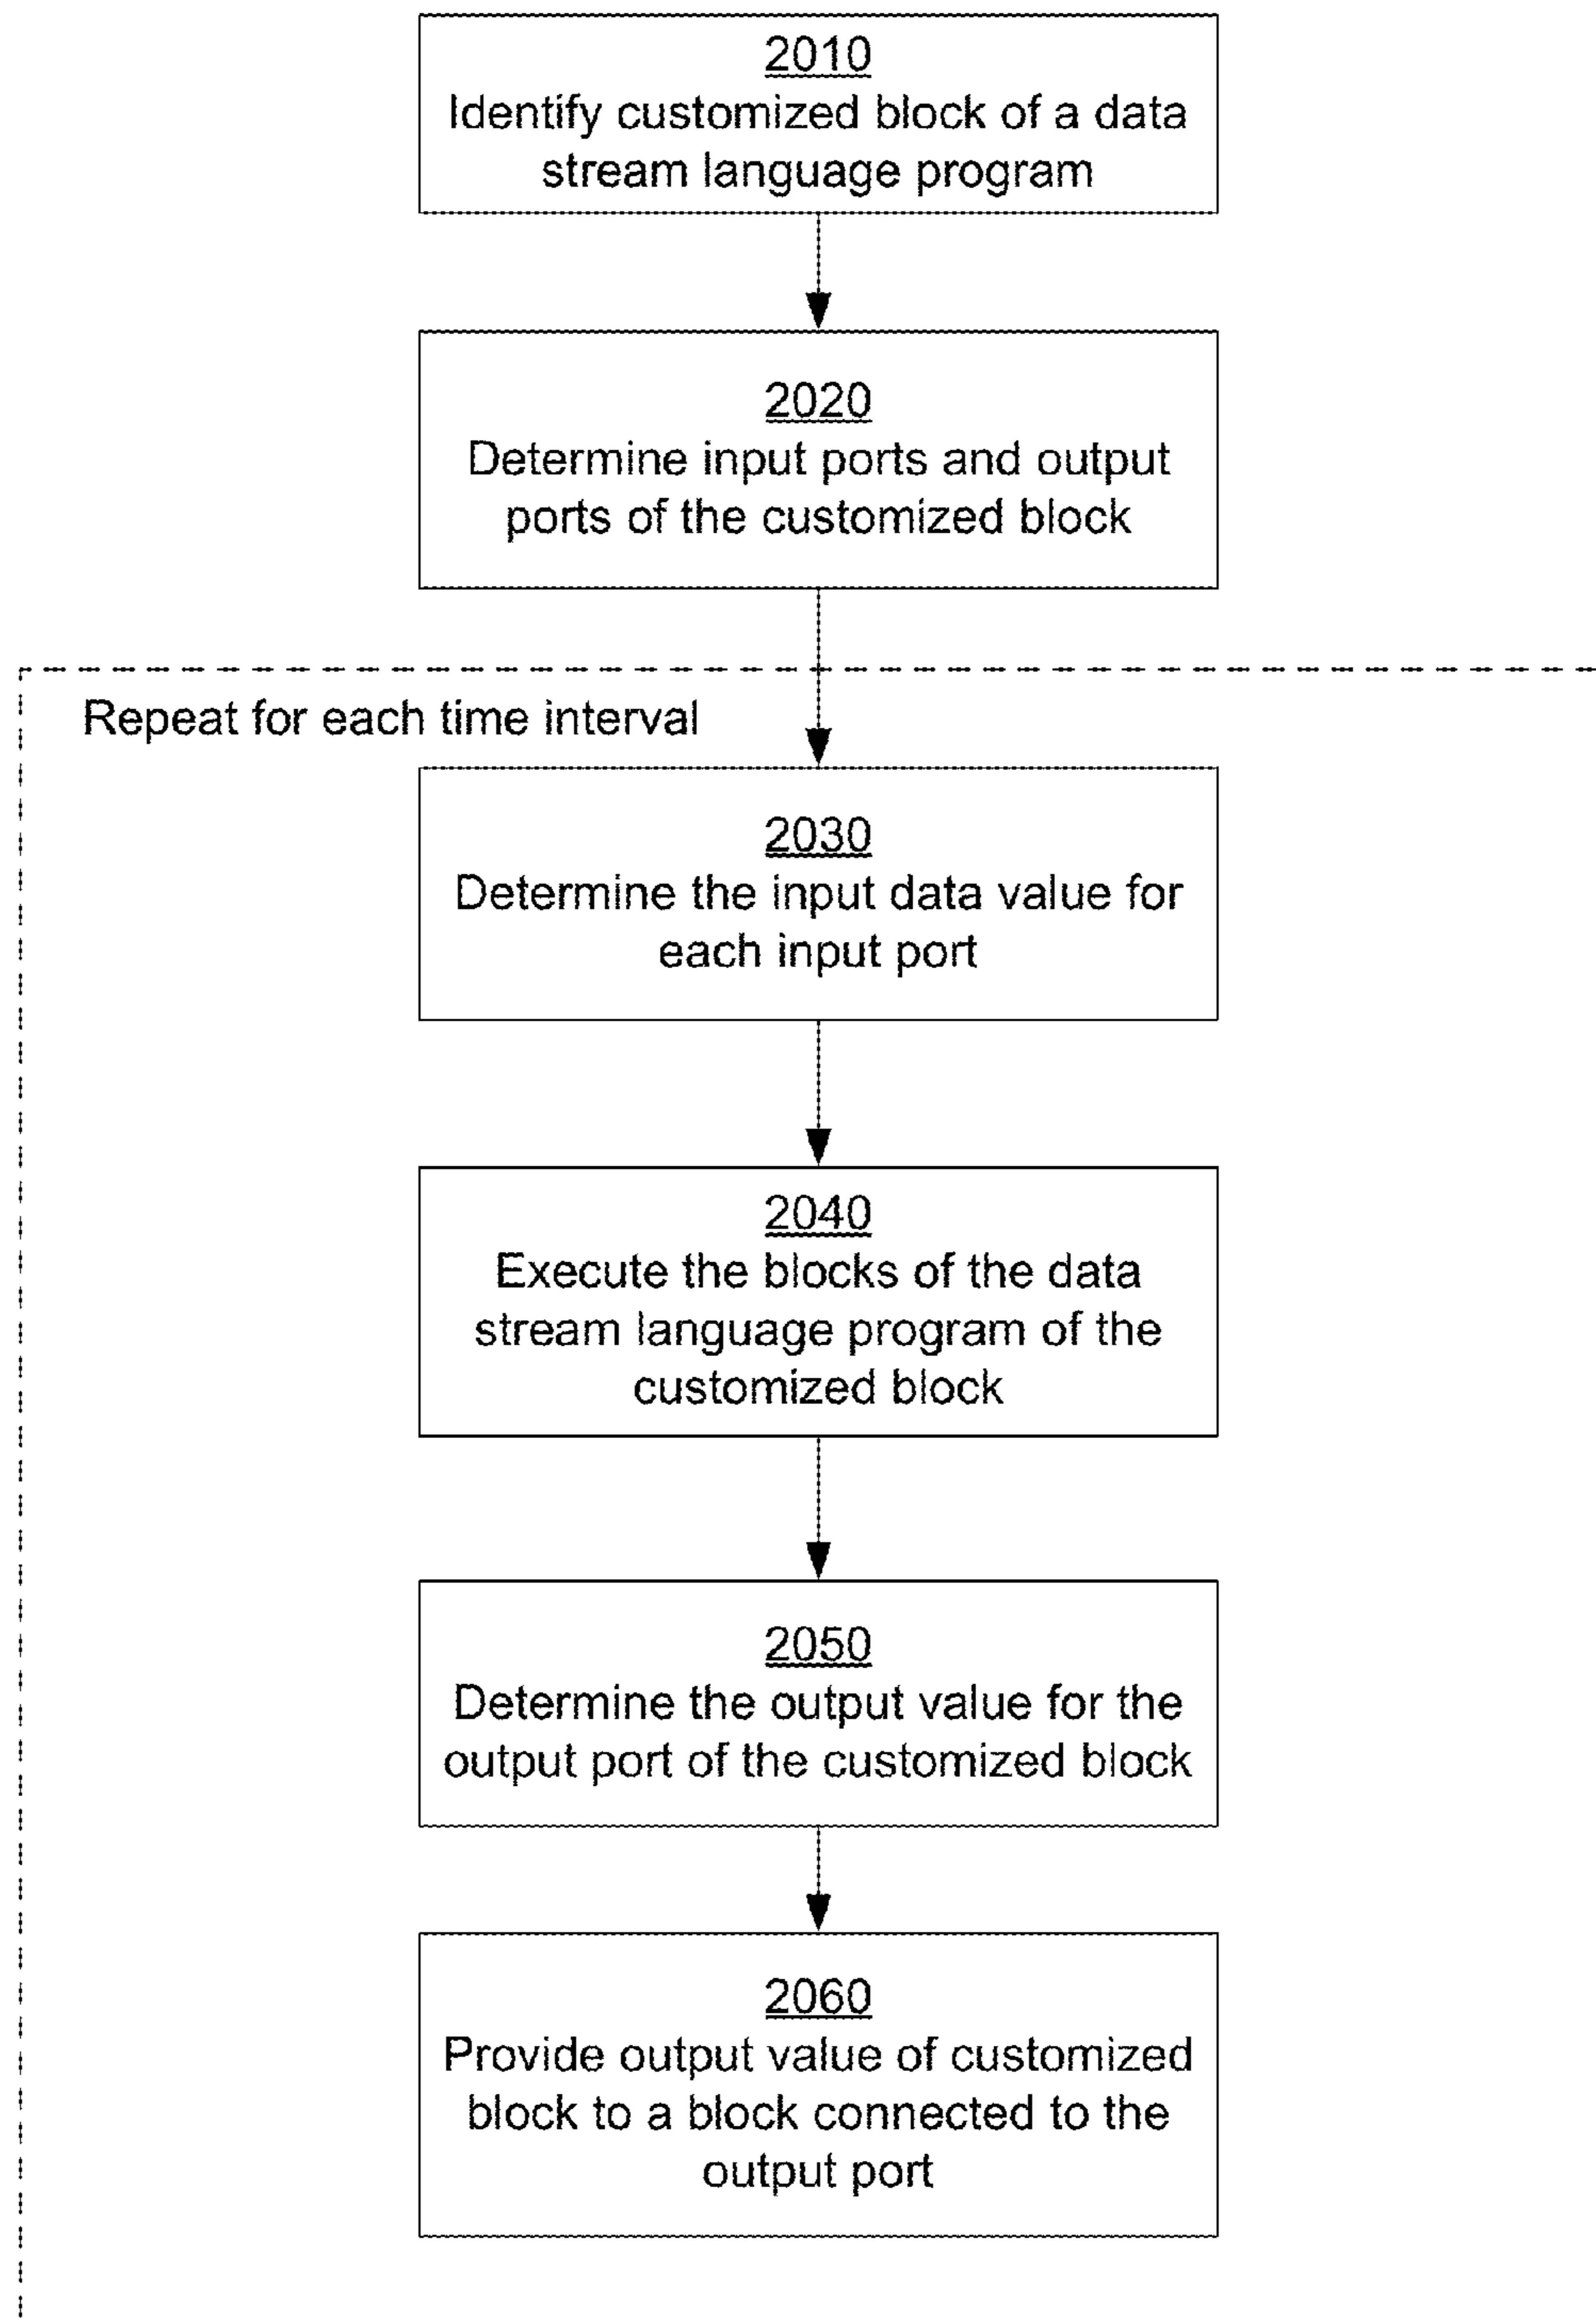 2010
Identify customized block of a data
stream language program
2020
Determine input ports and output
ports of the customized block
Repeat for each time interval
2030
Determine the input data value for
each input port
2040
Execute the blocks of the data
stream language program of the
customized block
2050
Determine the output value for the
output port of the customized block
2060
Provide output value of customized
block to a block connected to the
output port